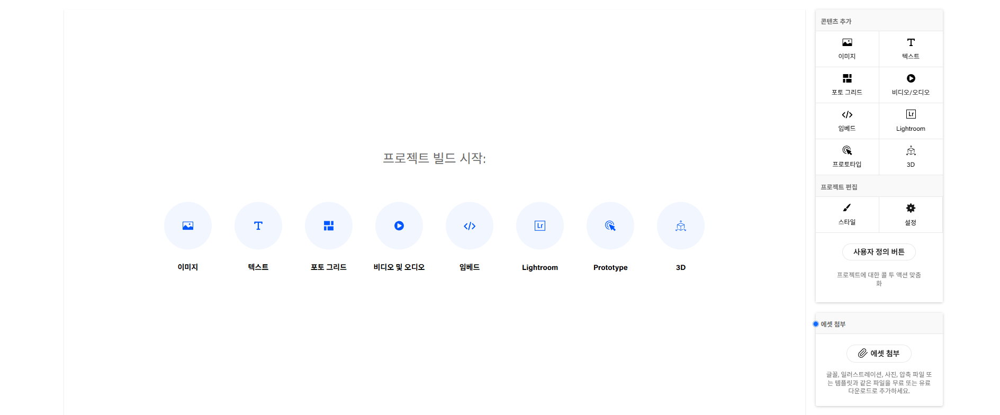 프로젝트 빌드 시작:
이미지
텍스트
포토 그리드
비디오 및 오디오
임베드
Lr
Lightroom
Prototype
3D
콘텐츠 추가
이미지
텍스트
포토 그리드
비디오/오디오
임베드
Lr
Lightroom
프로토타입
3D
프로젝트 편집
스타일
설정
사용자 정의 버튼
프로젝트에 대한 콜 투 액션 맞춤
화
에셋 첨부
에셋 첨부
글꼴, 일러스트레이션, 사진, 압축 파일 또
는 템플릿과 같은 파일을 무료 또는 유료
다운로드로 추가하세요.